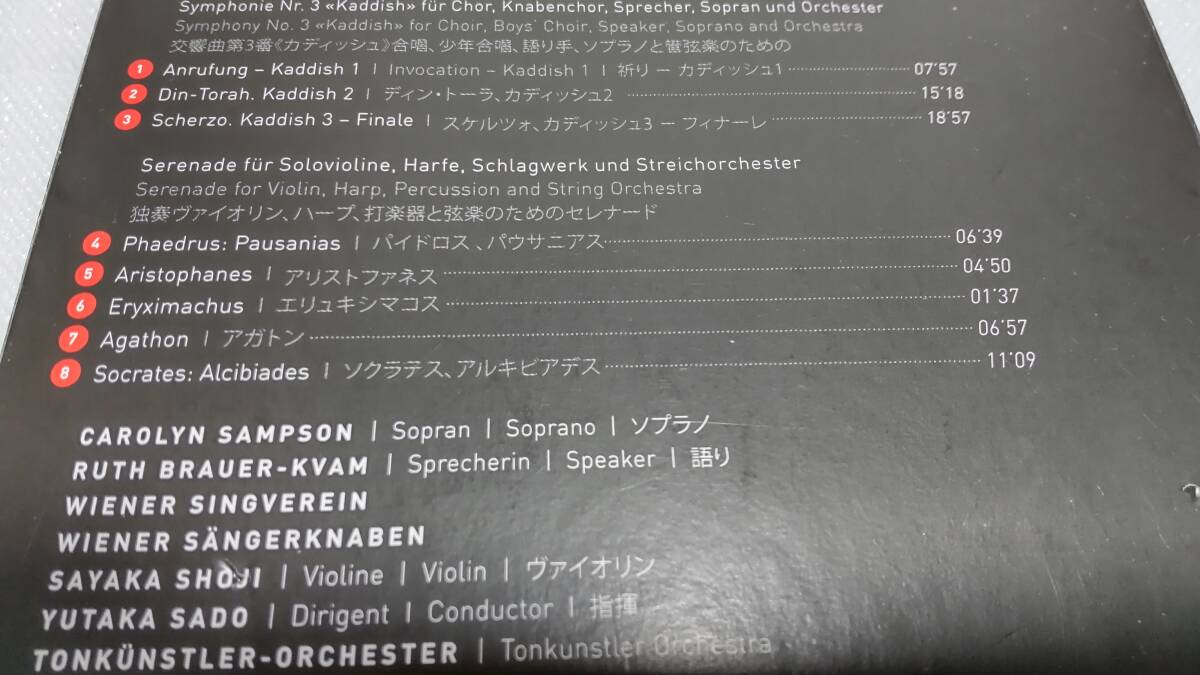 Symphonie Nr. 3 «Kaddish» für Chor, Knabenchor, Sprecher, Sopran und Orchester
Symphony No. 3 «Kaddish» for Choir, Boys' Choir, Speaker, Soprano and Orchestra
交響曲第3番《カディッシュ》合唱、少年合唱、語り手、ソプラノと管弦楽のための
1 Anrufung – Kaddish 1 | Invocation – Kaddish 1 | 祈り – カディッシュ1 07'57
2 Din-Torah. Kaddish 2 | ディン・トーラ、カディッシュ2 15'18
3 Scherzo. Kaddish 3 – Finale | スケルツォ、カディッシュ3 – フィナーレ 18'57
Serenade für Solovioline, Harfe, Schlagwerk und Streichorchester
Serenade for Violin, Harp, Percussion and String Orchestra
独奏ヴァイオリン、ハープ、打楽器と弦楽のためのセレナード
4 Phaedrus: Pausanias | パイドロス、パウサニアス 06'39
5 Aristophanes | アリストファネス 04'50
6 Eryximachus | エリュキシマコス 01'37
7 Agathon | アガトン 06'57
8 Socrates: Alcibiades | ソクラテス、アルキビアデス 11'09
CAROLYN SAMPSON | Sopran | Soprano | ソプラノ
RUTH BRAUER-KVAM | Sprecherin | Speaker | 語り
WIENER SINGVEREIN
WIENER SÄNGERKNABEN
SAYAKA SHOJI | Violine | Violin | ヴァイオリン
YUTAKA SADO | Dirigent | Conductor | 指揮
TONKÜNSTLER-ORCHESTER | Tonkunstler Orchestra